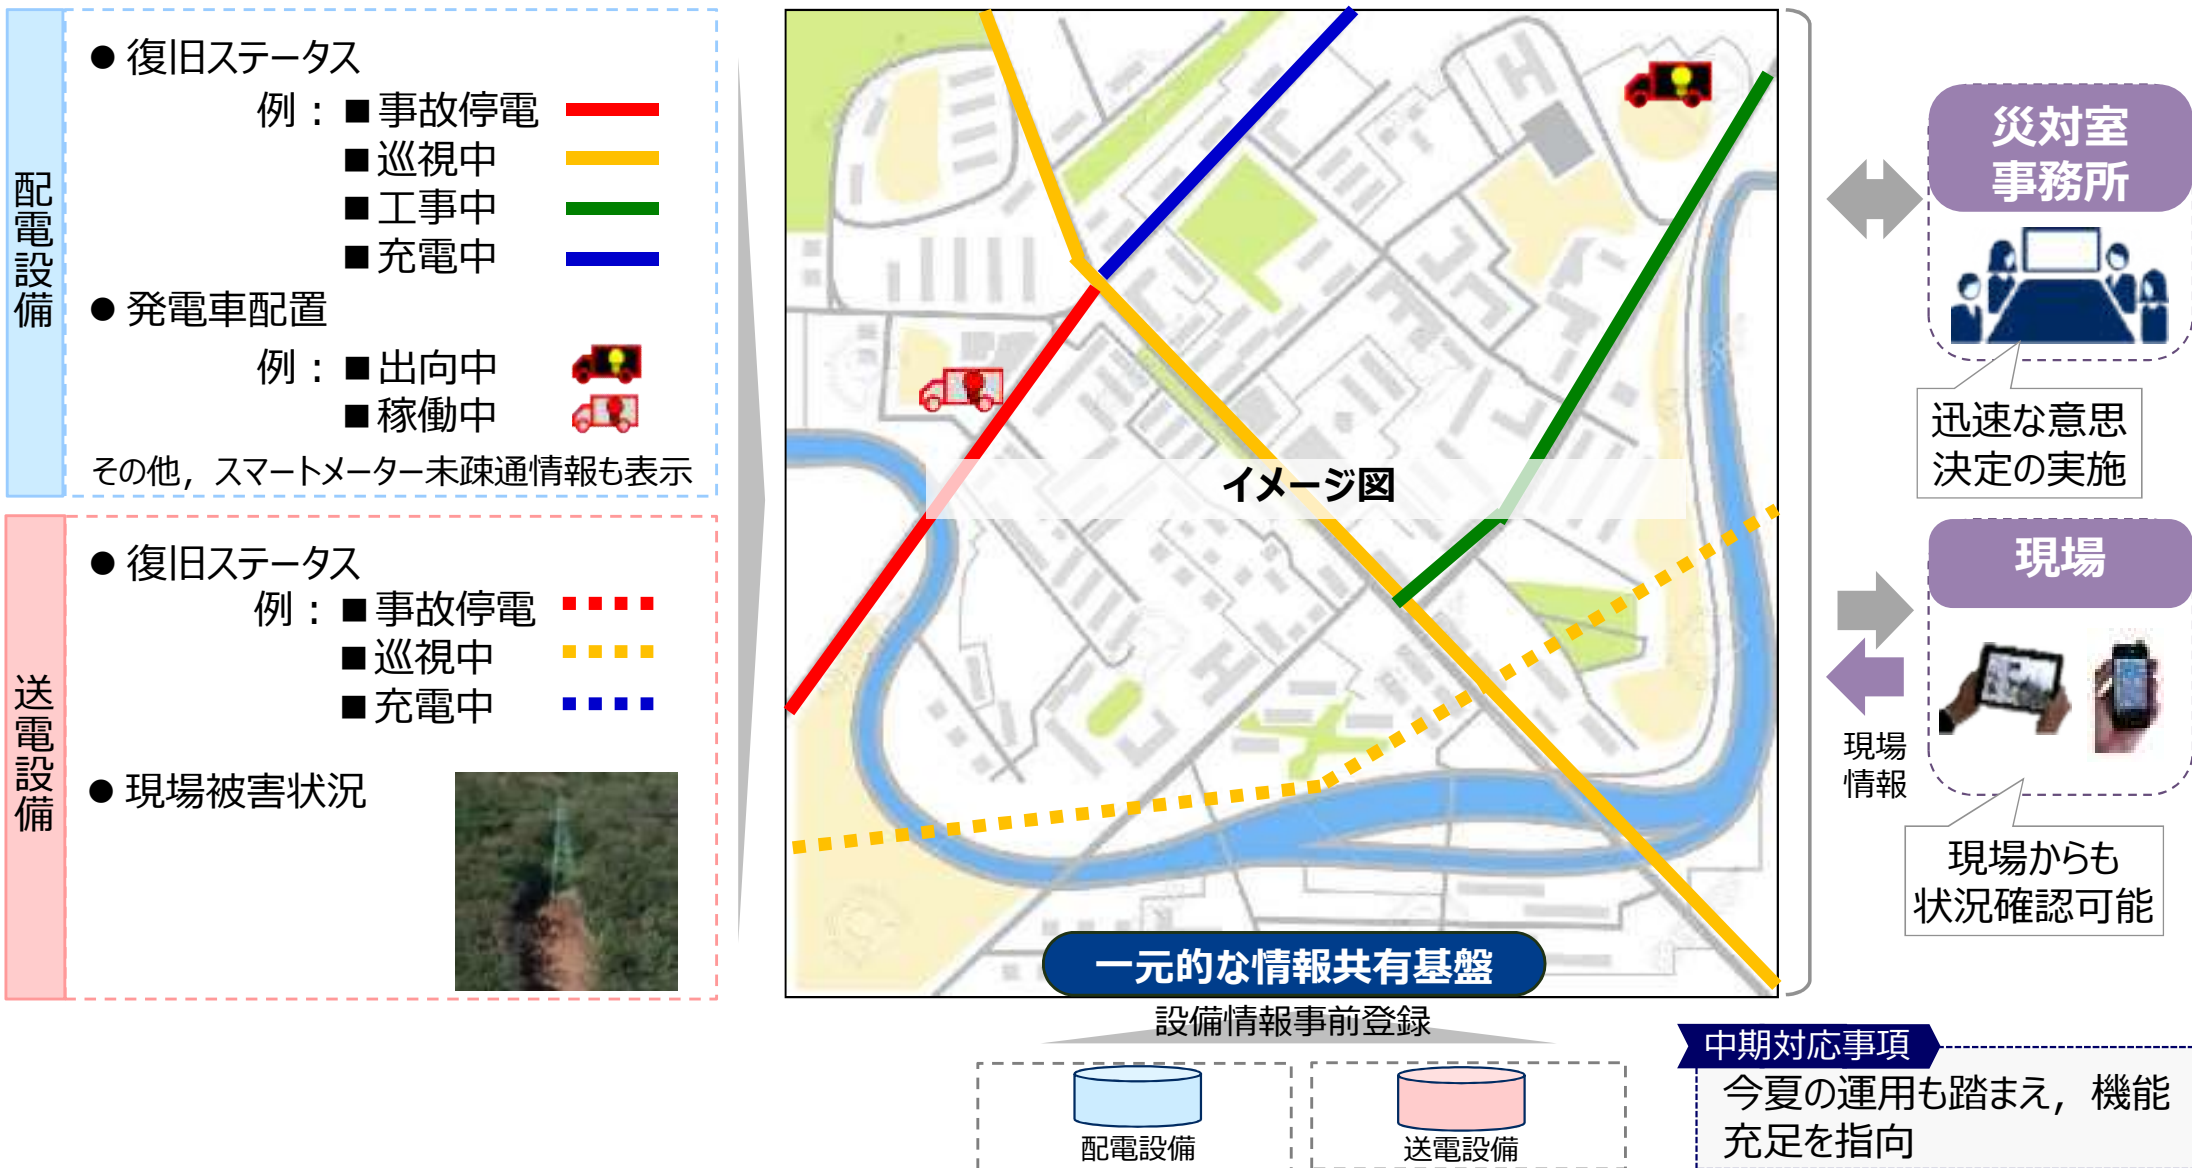 配電設備
● 復旧ステータス
例：■ 事故停電
■ 巡視中
■ 工事中
■ 充電中
● 発電車配置
例：■ 出向中
■ 稼働中
その他，スマートメーター未疎通情報も表示
送電設備
● 復旧ステータス
例：■ 事故停電
■ 巡視中
■ 充電中
● 現場被害状況
イメージ図
一元的な情報共有基盤
設備情報事前登録
配電設備
送電設備
災対室
事務所
迅速な意思
決定の実施
現場
現場
情報
現場からも
状況確認可能
中期対応事項
今夏の運用も踏まえ，機能
充足を指向